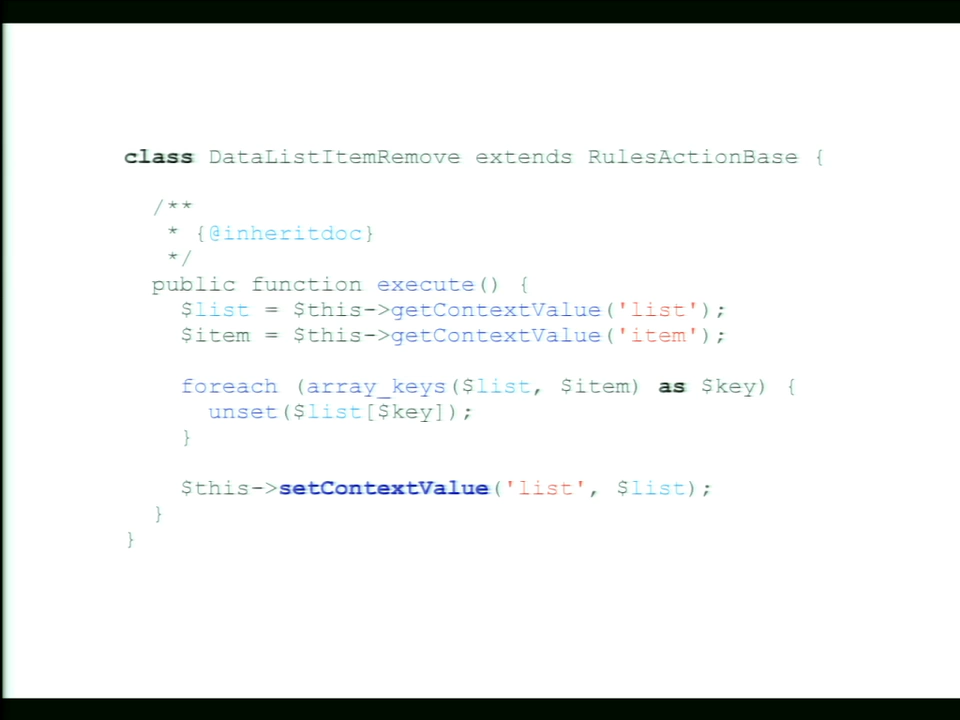 class DataListItemRemove extends RulesActionBase {
/**
* {@inheritdoc}
*/
public function execute() {
$list = $this->getContextValue('list');
$item = $this->getContextValue('item');
foreach (array_keys($list, $item) as $key) {
unset($list[$key]);
}
$this->setContextValue('list', $list);
}
}